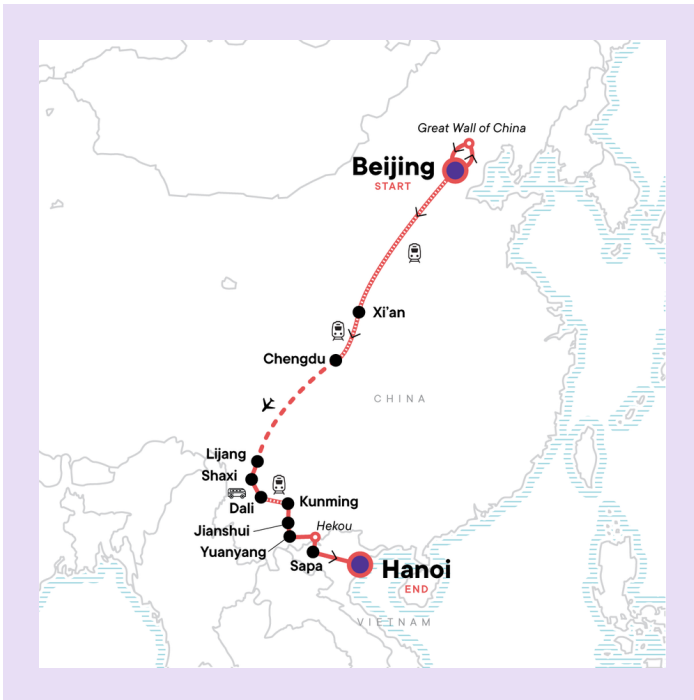 Great Wall of China
Beijing
START
Xi'an
Chengdu
CHINA
Lijang
Shaxi
Dali
Kunming
Jianshui
Hekou
Yuanyang
Sapa
Hanoi
END
VIETNAM